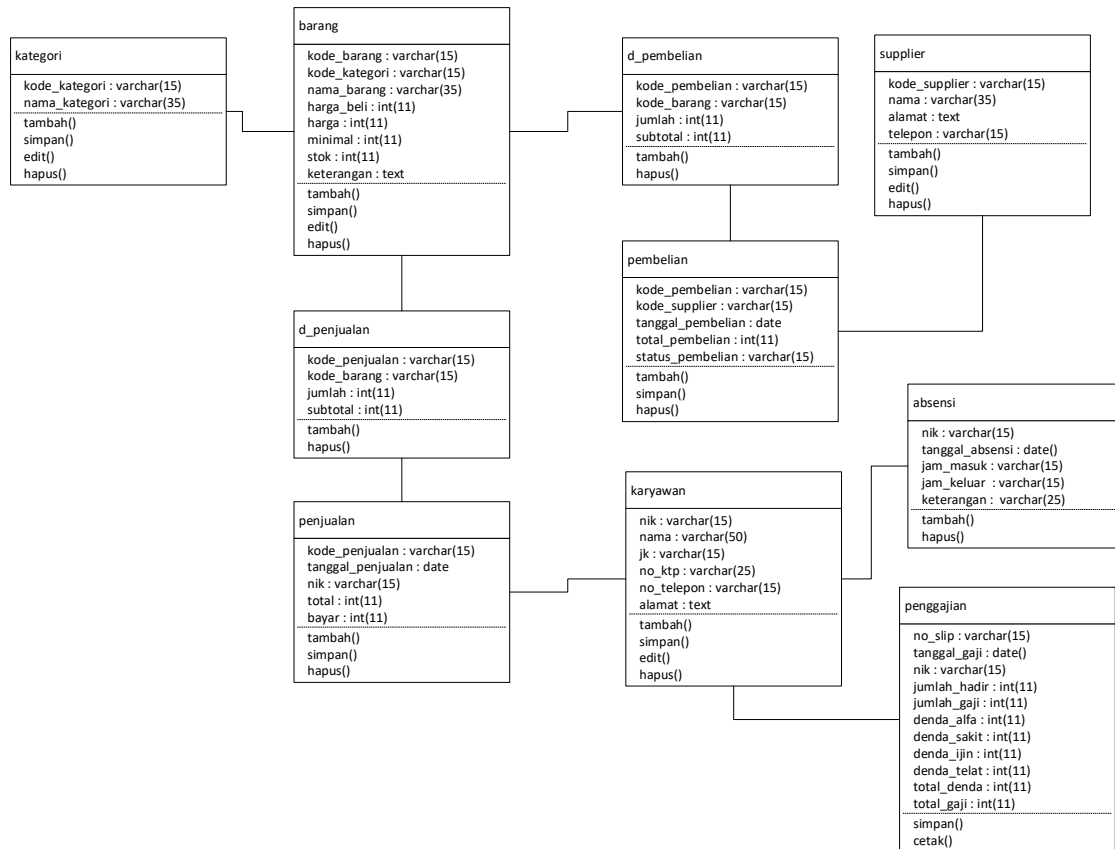 kategori
kode_kategori : varchar(15)
nama_kategori : varchar(35)
tambah()
simpan()
edit()
hapus()
barang
kode_barang : varchar(15)
kode_kategori : varchar(15)
nama_barang : varchar(35)
harga_beli : int(11)
harga : int(11)
minimal : int(11)
stok : int(11)
keterangan : text
tambah()
simpan()
edit()
hapus()
d_pembelian
kode_pembelian : varchar(15)
kode_barang : varchar(15)
jumlah : int(11)
subtotal : int(11)
tambah()
hapus()
supplier
kode_supplier : varchar(15)
nama : varchar(35)
alamat : text
telepon : varchar(15)
tambah()
simpan()
edit()
hapus()
pembelian
kode_pembelian : varchar(15)
kode_supplier : varchar(15)
tanggal_pembelian : date
total_pembelian : int(11)
status_pembelian : varchar(15)
tambah()
simpan()
hapus()
d_penjualan
kode_penjualan : varchar(15)
kode_barang : varchar(15)
jumlah : int(11)
subtotal : int(11)
tambah()
hapus()
absensi
nik : varchar(15)
tanggal_absensi : date()
jam_masuk : varchar(15)
jam_keluar : varchar(15)
keterangan : varchar(25)
tambah()
hapus()
penjualan
kode_penjualan : varchar(15)
tanggal_penjualan : date
nik : varchar(15)
total : int(11)
bayar : int(11)
tambah()
simpan()
hapus()
karyawan
nik : varchar(15)
nama : varchar(50)
jk : varchar(15)
no_ktp : varchar(25)
no_telepon : varchar(15)
alamat : text
tambah()
simpan()
edit()
hapus()
penggajian
no_slip : varchar(15)
tanggal_gaji : date()
nik : varchar(15)
jumlah_hadir : int(11)
jumlah_gaji : int(11)
denda_alfa : int(11)
denda_sakit : int(11)
denda_ijin : int(11)
denda_telat : int(11)
total_denda : int(11)
total_gaji : int(11)
simpan()
cetak()